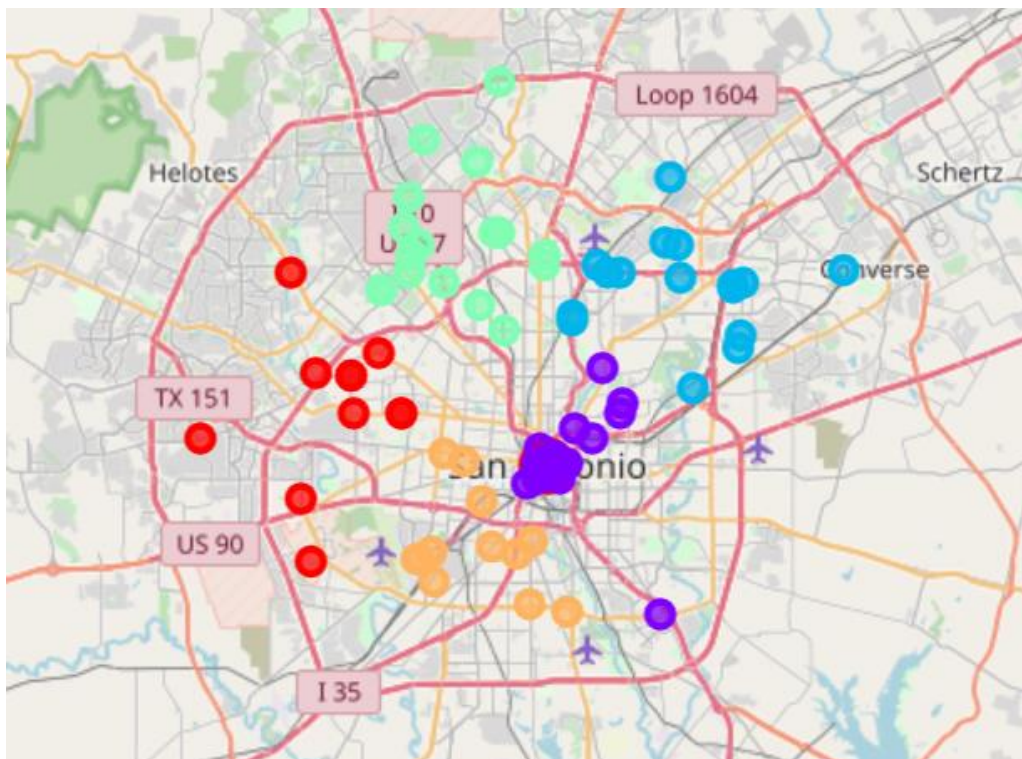 Loop 1604
Helotes
Schertz
Converse
TX 151
San Antonio
US 90
I 35